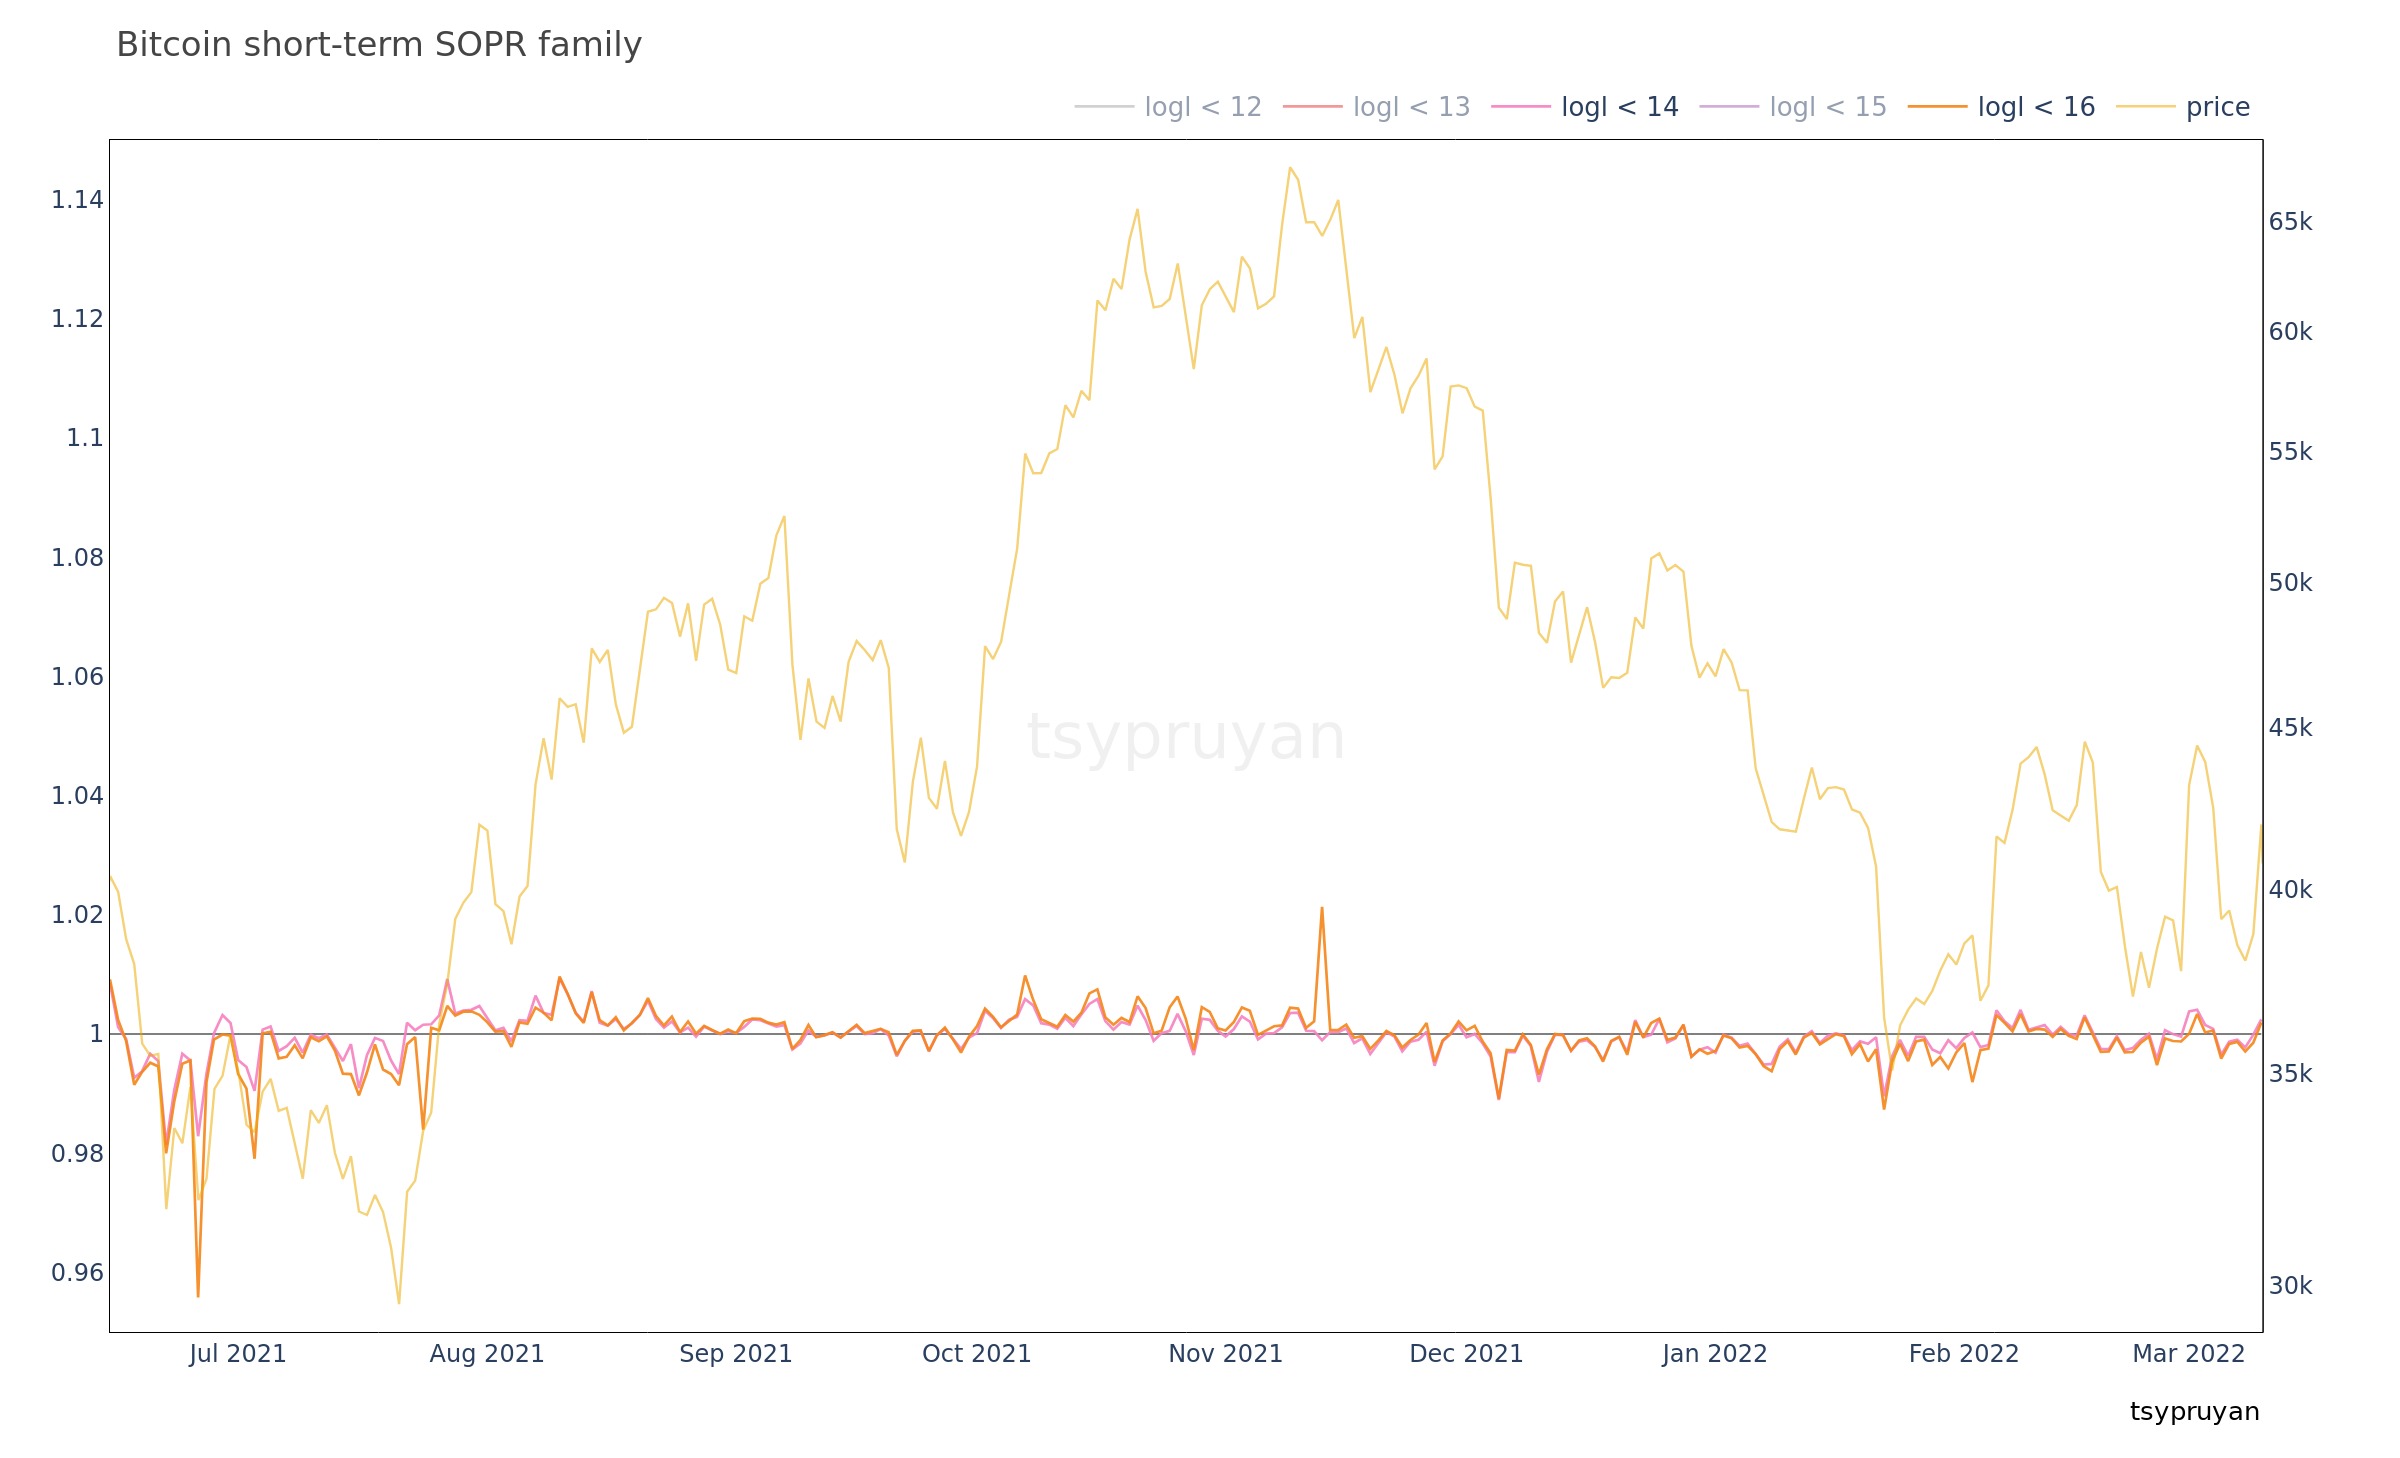 Bitcoin short-term SOPR family
logl < 12 logl < 13 logl < 14 logl < 15 logl < 16 price
1.14
1.12
1.1
1.08
1.06
1.04
1.02
1
0.98
0.96
65k
60k
55k
50k
45k
40k
35k
30k
tsypruyan
Jul 2021 Aug 2021 Sep 2021 Oct 2021 Nov 2021 Dec 2021 Jan 2022 Feb 2022 Mar 2022
tsypruyan